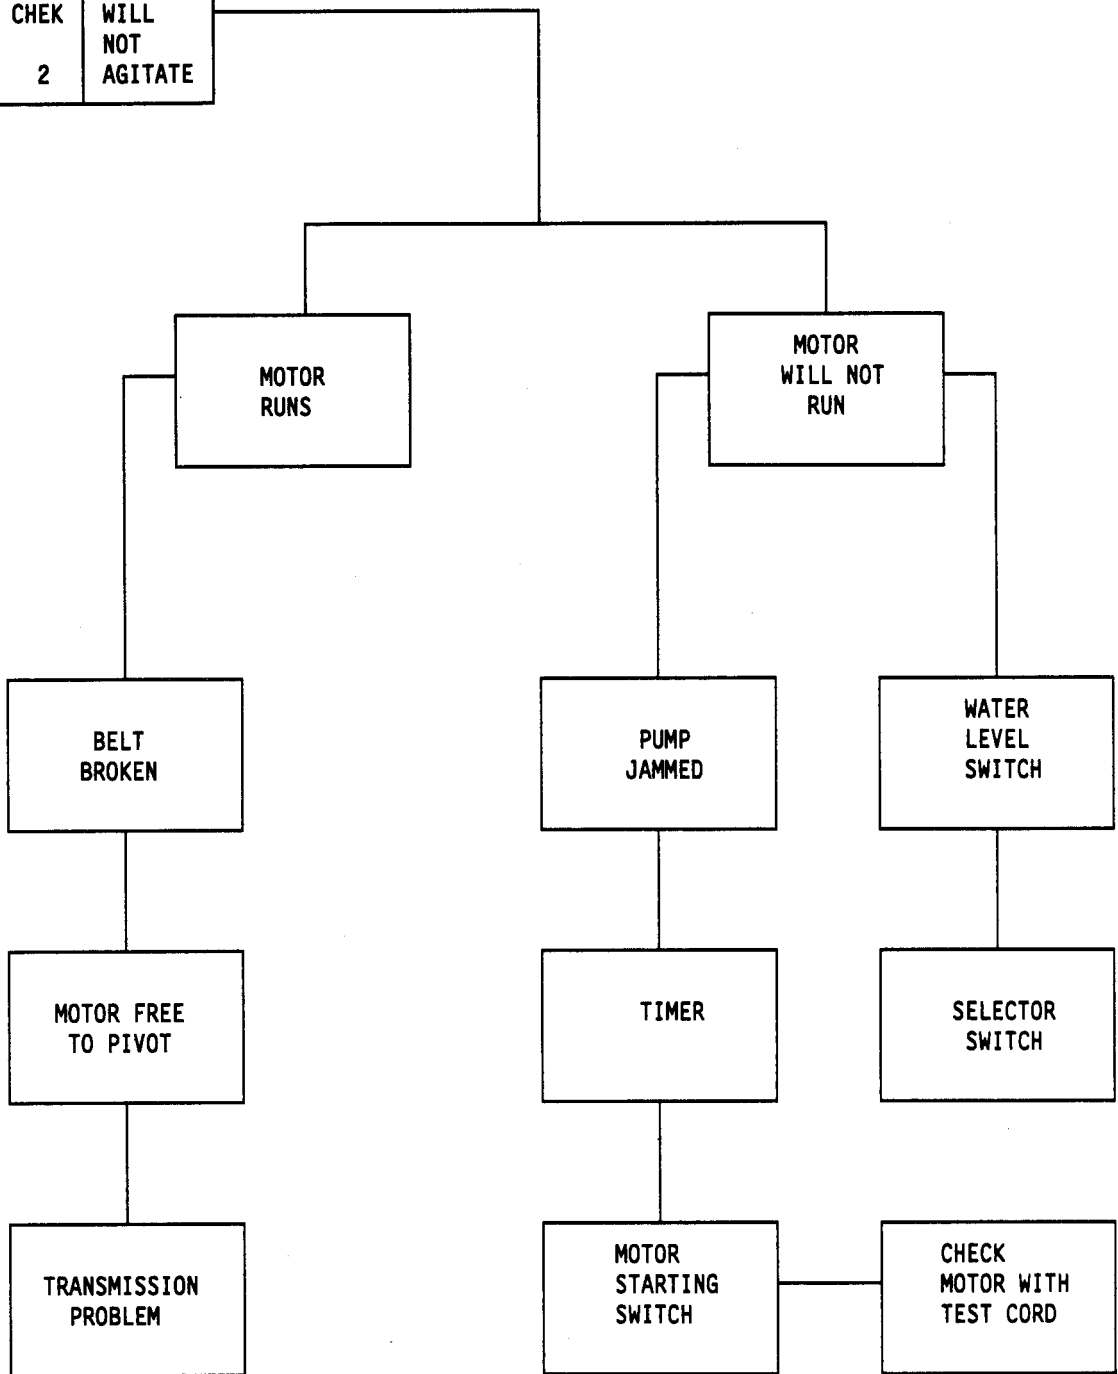 CHEK
2
WILL
NOT
AGITATE
MOTOR
RUNS
MOTOR
WILL NOT
RUN
BELT
BROKEN
PUMP
JAMMED
WATER
LEVEL
SWITCH
MOTOR FREE
TO PIVOT
TIMER
SELECTOR
SWITCH
TRANSMISSION
PROBLEM
MOTOR
STARTING
SWITCH
CHECK
MOTOR WITH
TEST CORD